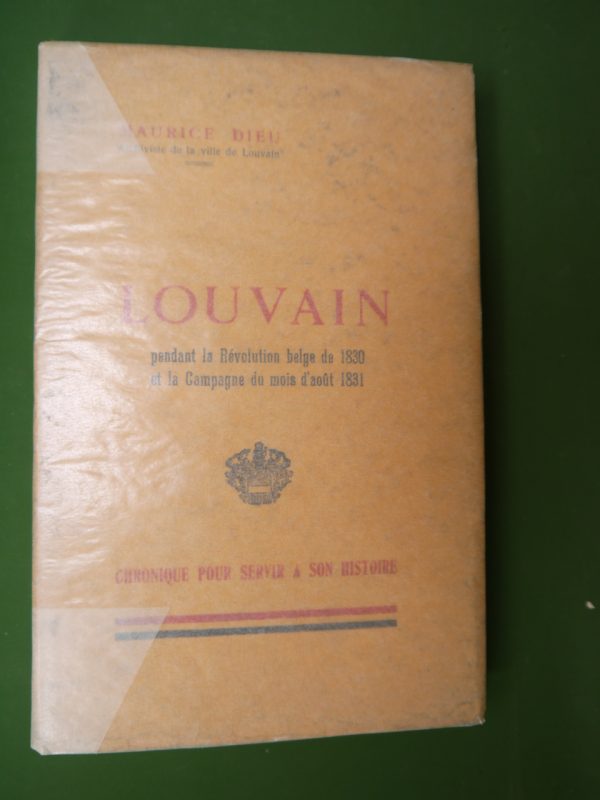 MAURICE DIEU
Archiviste de la ville de Louvain
LOUVAIN
pendant la Révolution belge de 1830
et la Campagne du mois d'août 1831
CHRONIQUE POUR SERVIR A SON HISTOIRE